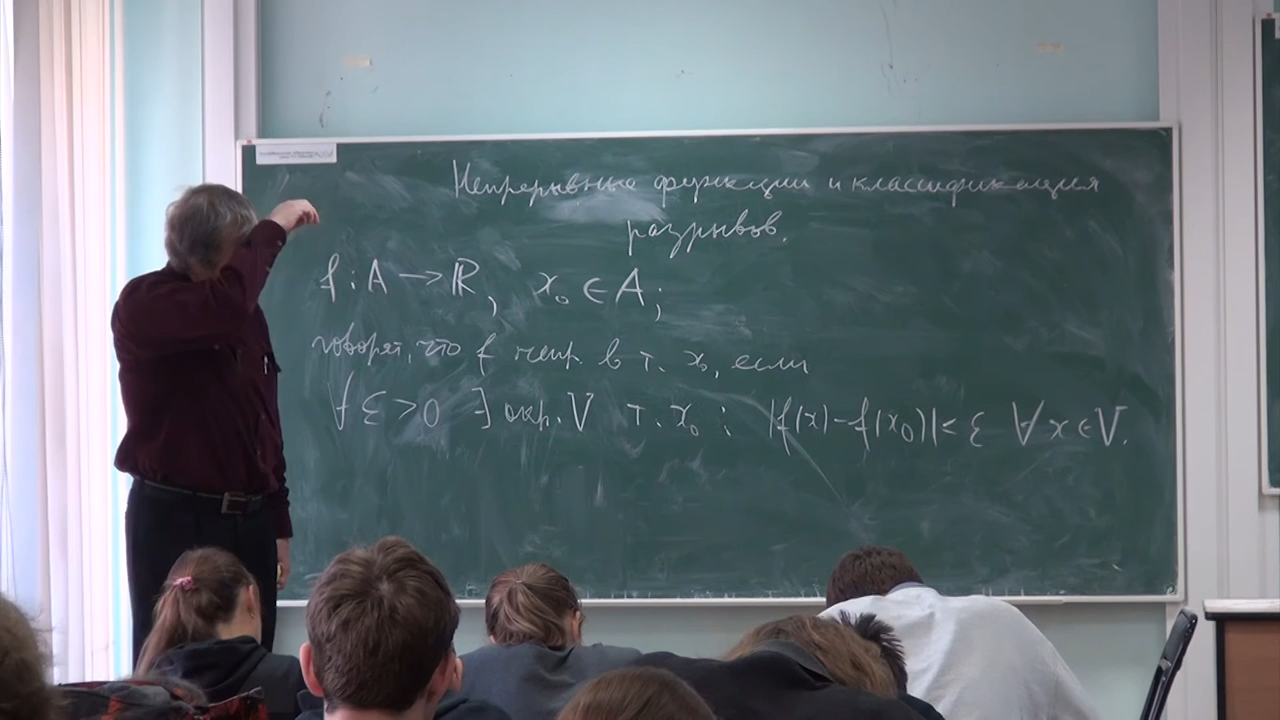 Непрерывные функции и классификация
разрывов.
f : A → ℝ, x₀ ∈ A;
говорят, что f непр. в т. x₀, если
∀ ε > 0 ∃ окр. V т. x₀ : |f(x) - f(x₀)| < ε ∀ x ∈ V.